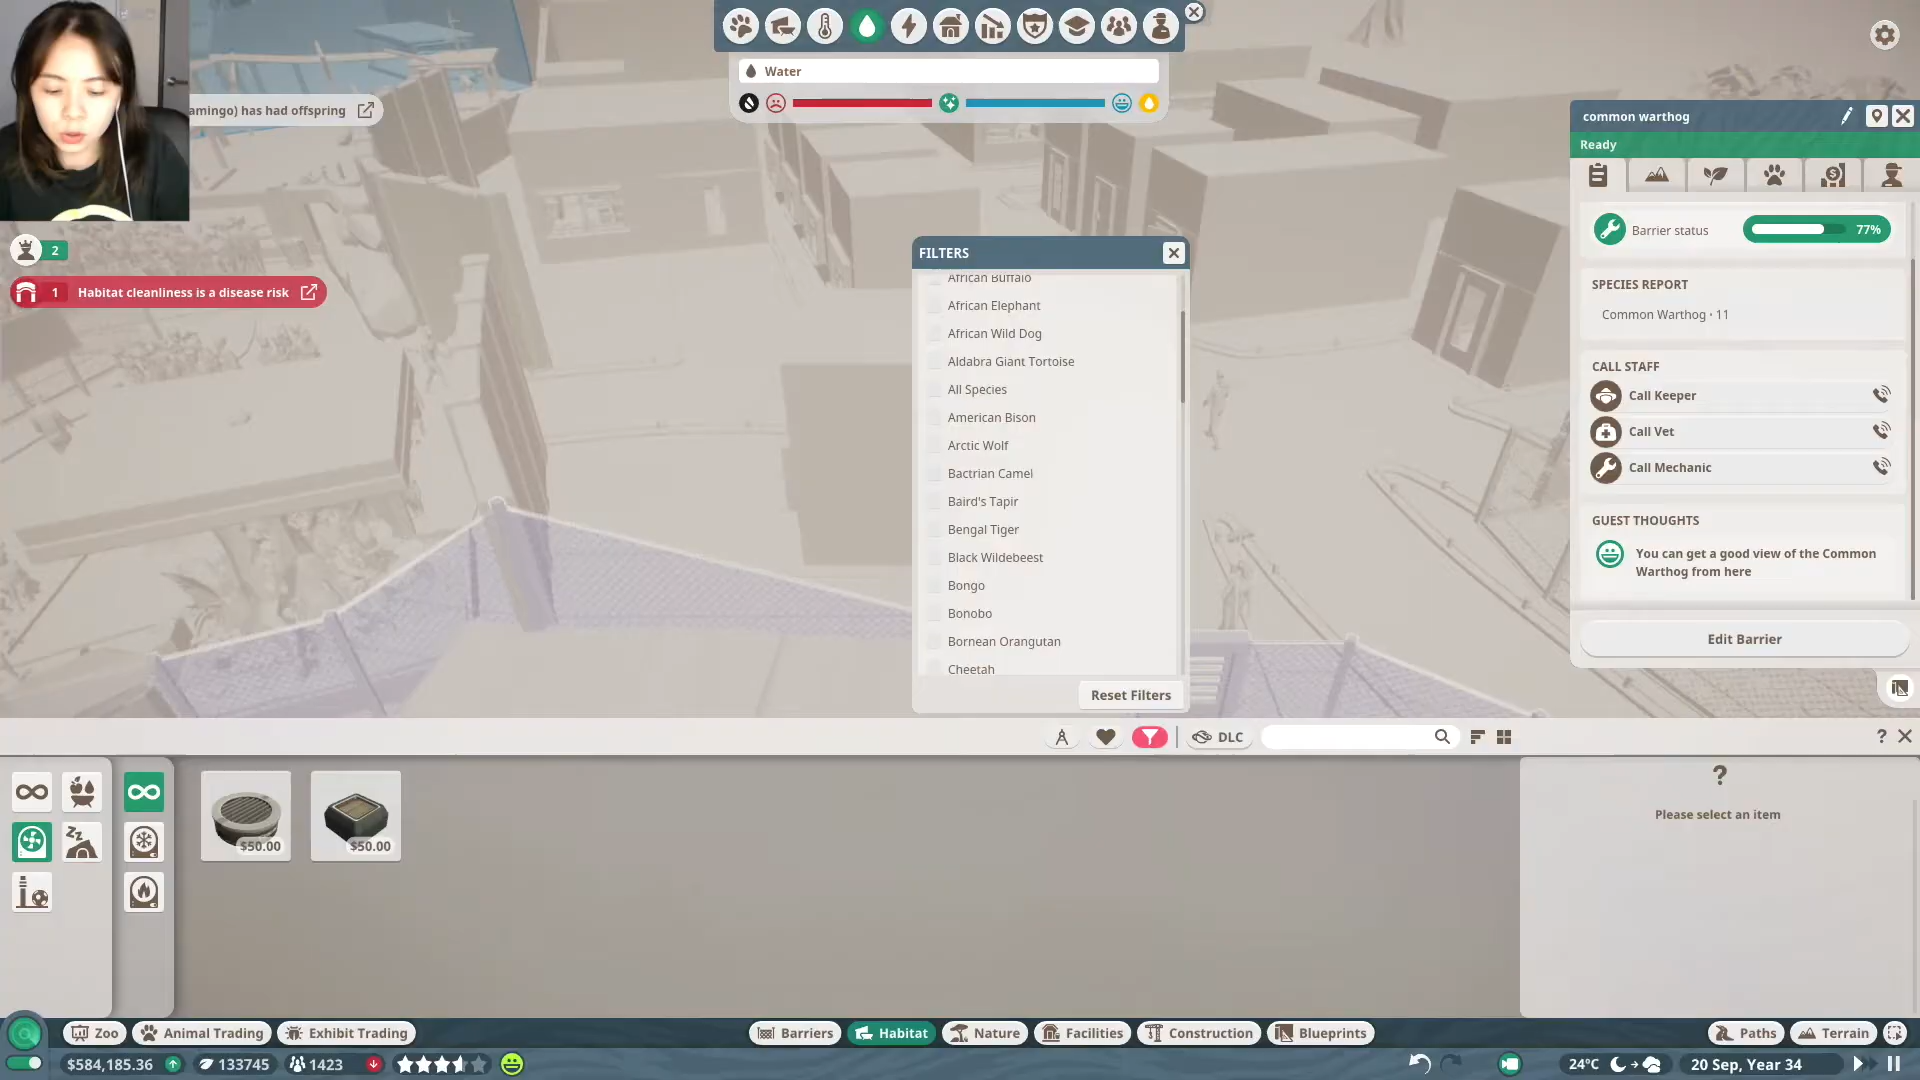 Water
amingo) has had offspring
2
1 Habitat cleanliness is a disease risk
common warthog
Ready
Barrier status 77%
SPECIES REPORT
Common Warthog • 11
CALL STAFF
Call Keeper
Call Vet
Call Mechanic
GUEST THOUGHTS
You can get a good view of the Common
Warthog from here
Edit Barrier
FILTERS
African Buffalo
African Elephant
African Wild Dog
Aldabra Giant Tortoise
All Species
American Bison
Arctic Wolf
Bactrian Camel
Baird's Tapir
Bengal Tiger
Black Wildebeest
Bongo
Bonobo
Bornean Orangutan
Cheetah
Reset Filters
DLC
?
$50.00
$50.00
?
Please select an item
Zoo
Animal Trading
Exhibit Trading
Barriers
Habitat
Nature
Facilities
Construction
Blueprints
Paths
Terrain
$584,185.36
133745
1423
24°C
20 Sep, Year 34